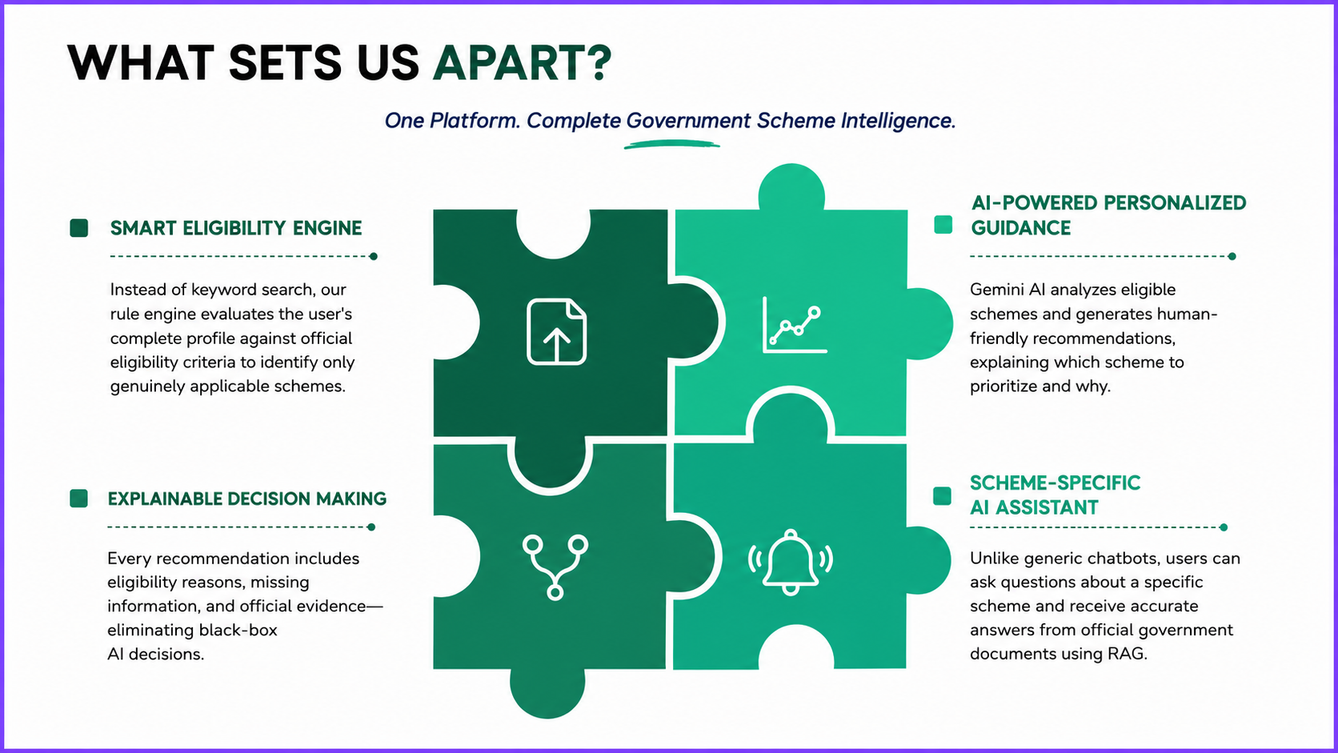 WHAT SETS US APART?
One Platform. Complete Government Scheme Intelligence.
SMART ELIGIBILITY ENGINE
Instead of keyword search, our
rule engine evaluates the user's
complete profile against official
eligibility criteria to identify only
genuinely applicable schemes.
AI-POWERED PERSONALIZED
GUIDANCE
Gemini AI analyzes eligible
schemes and generates human-
friendly recommendations,
explaining which scheme to
prioritize and why.
EXPLAINABLE DECISION MAKING
Every recommendation includes
eligibility reasons, missing
information, and official evidence—
eliminating black-box
AI decisions.
SCHEME-SPECIFIC
AI ASSISTANT
Unlike generic chatbots, users can
ask questions about a specific
scheme and receive accurate
answers from official government
documents using RAG.